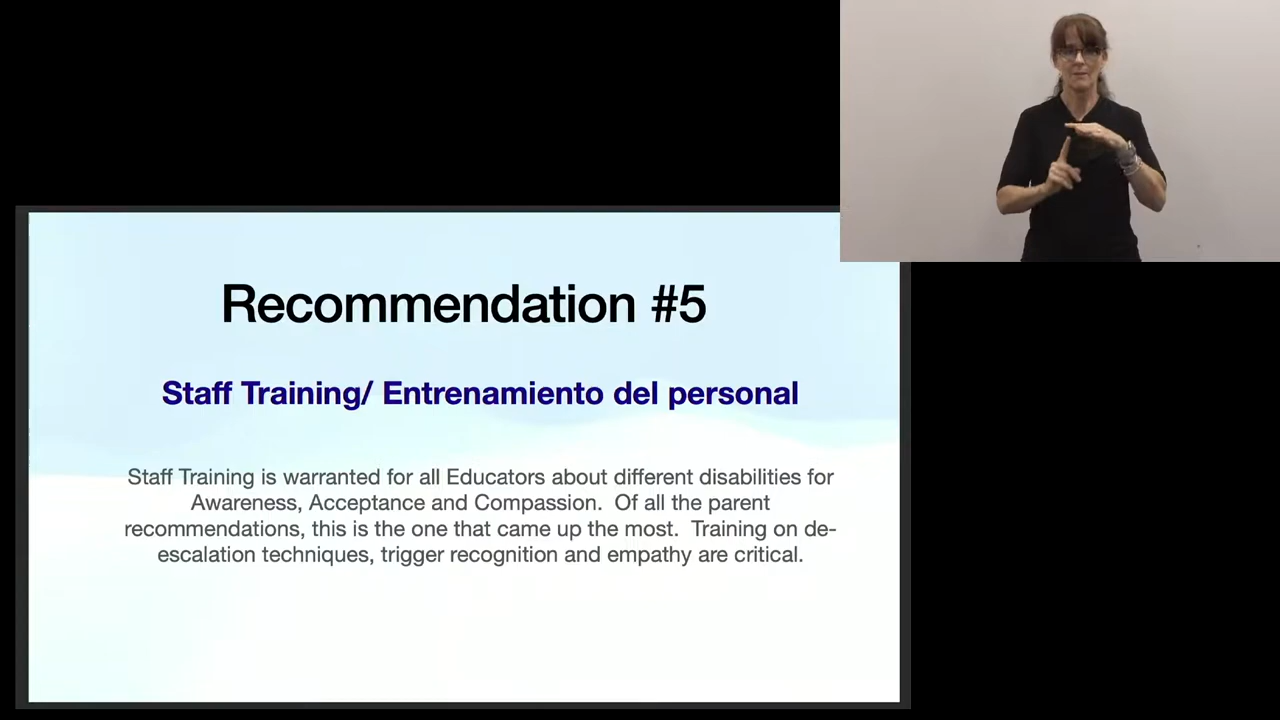 Recommendation #5
Staff Training/ Entrenamiento del personal
Staff Training is warranted for all Educators about different disabilities for
Awareness, Acceptance and Compassion.  Of all the parent
recommendations, this is the one that came up the most.  Training on de-
escalation techniques, trigger recognition and empathy are critical.